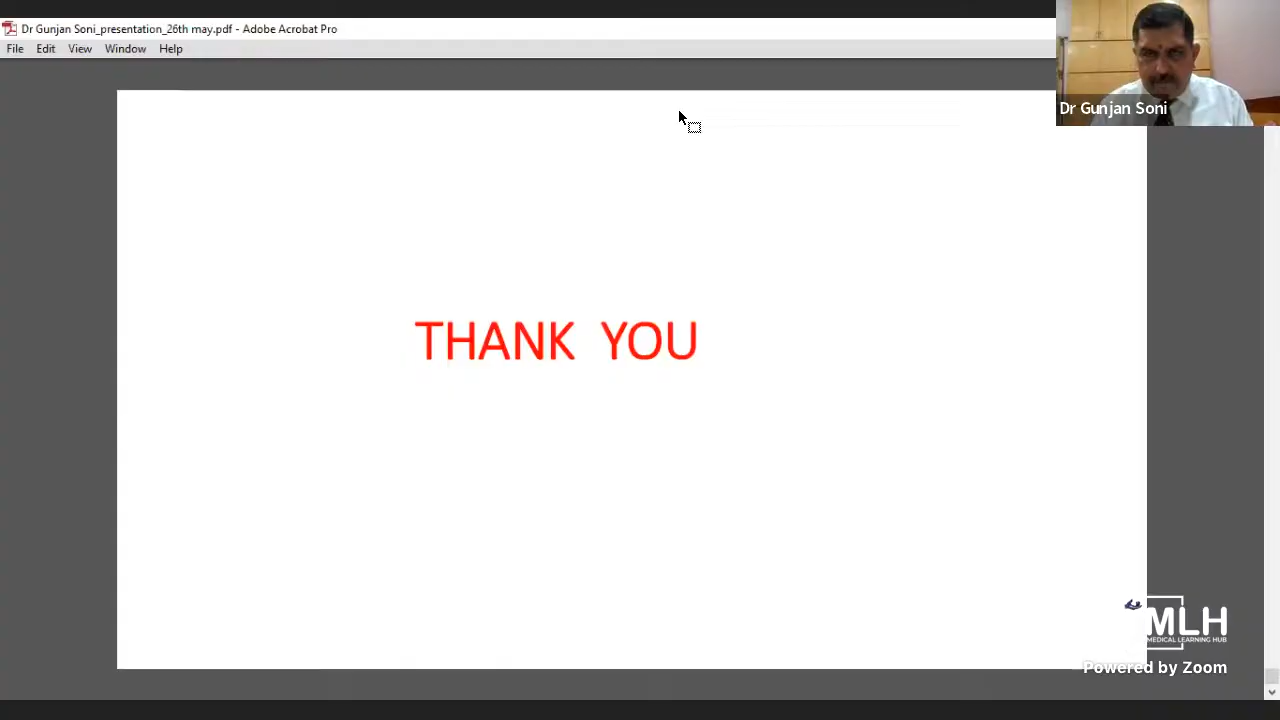 Dr Gunjan Soni_presentation_26th may.pdf - Adobe Acrobat Pro
File Edit View Window Help
Dr Gunjan Soni
THANK YOU
MLH
MEDICAL LEARNING HUB
Powered by Zoom